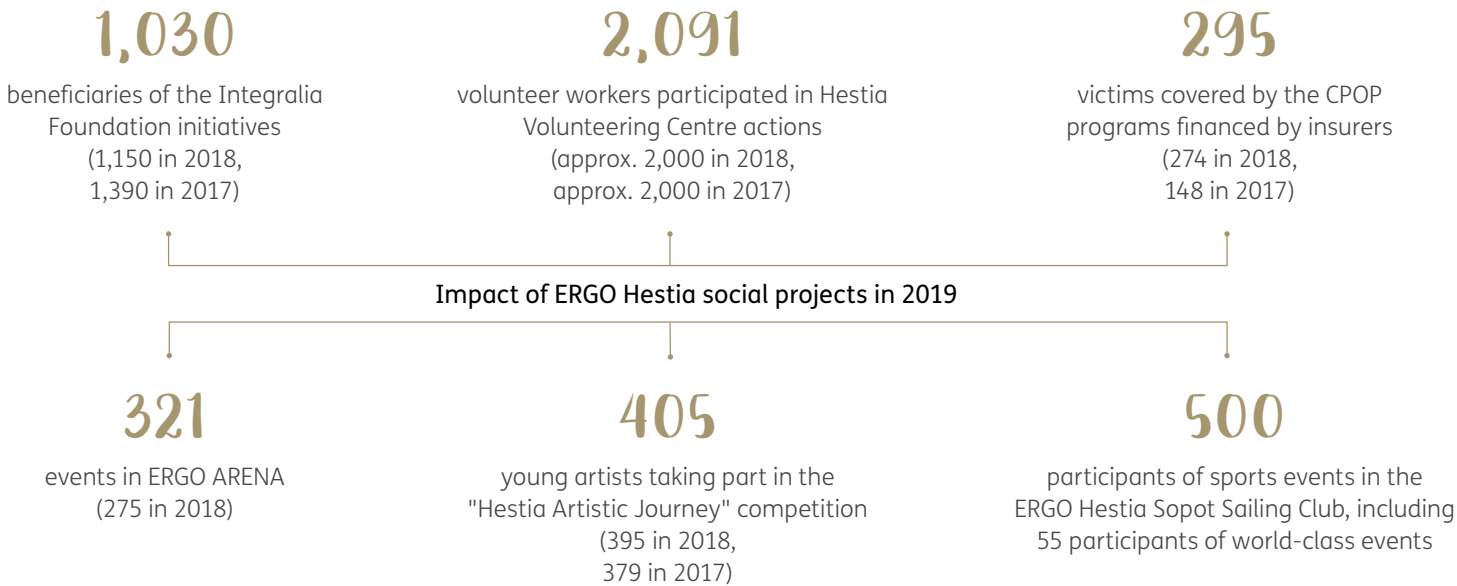 1,030
beneficiaries of the Integralia
Foundation initiatives
(1,150 in 2018,
1,390 in 2017)
2,091
volunteer workers participated in Hestia
Volunteering Centre actions
(approx. 2,000 in 2018,
approx. 2,000 in 2017)
295
victims covered by the CPOP
programs financed by insurers
(274 in 2018,
148 in 2017)
Impact of ERGO Hestia social projects in 2019
321
events in ERGO ARENA
(275 in 2018)
405
young artists taking part in the
"Hestia Artistic Journey" competition
(395 in 2018,
379 in 2017)
500
participants of sports events in the
ERGO Hestia Sopot Sailing Club, including
55 participants of world-class events